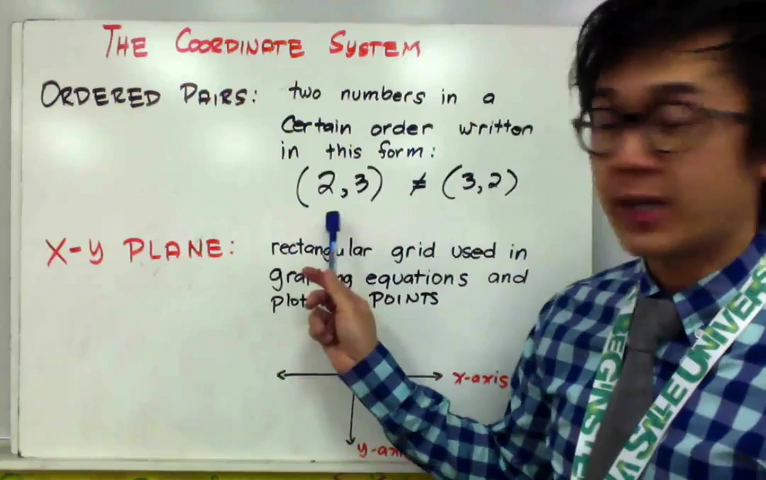 THE COORDINATE SYSTEM
ORDERED PAIRS: two numbers in a
Certain order written
in this form:
(2,3) ≠ (3,2)
X-Y PLANE: rectangular grid used in
equations and
POINTS
x-axis